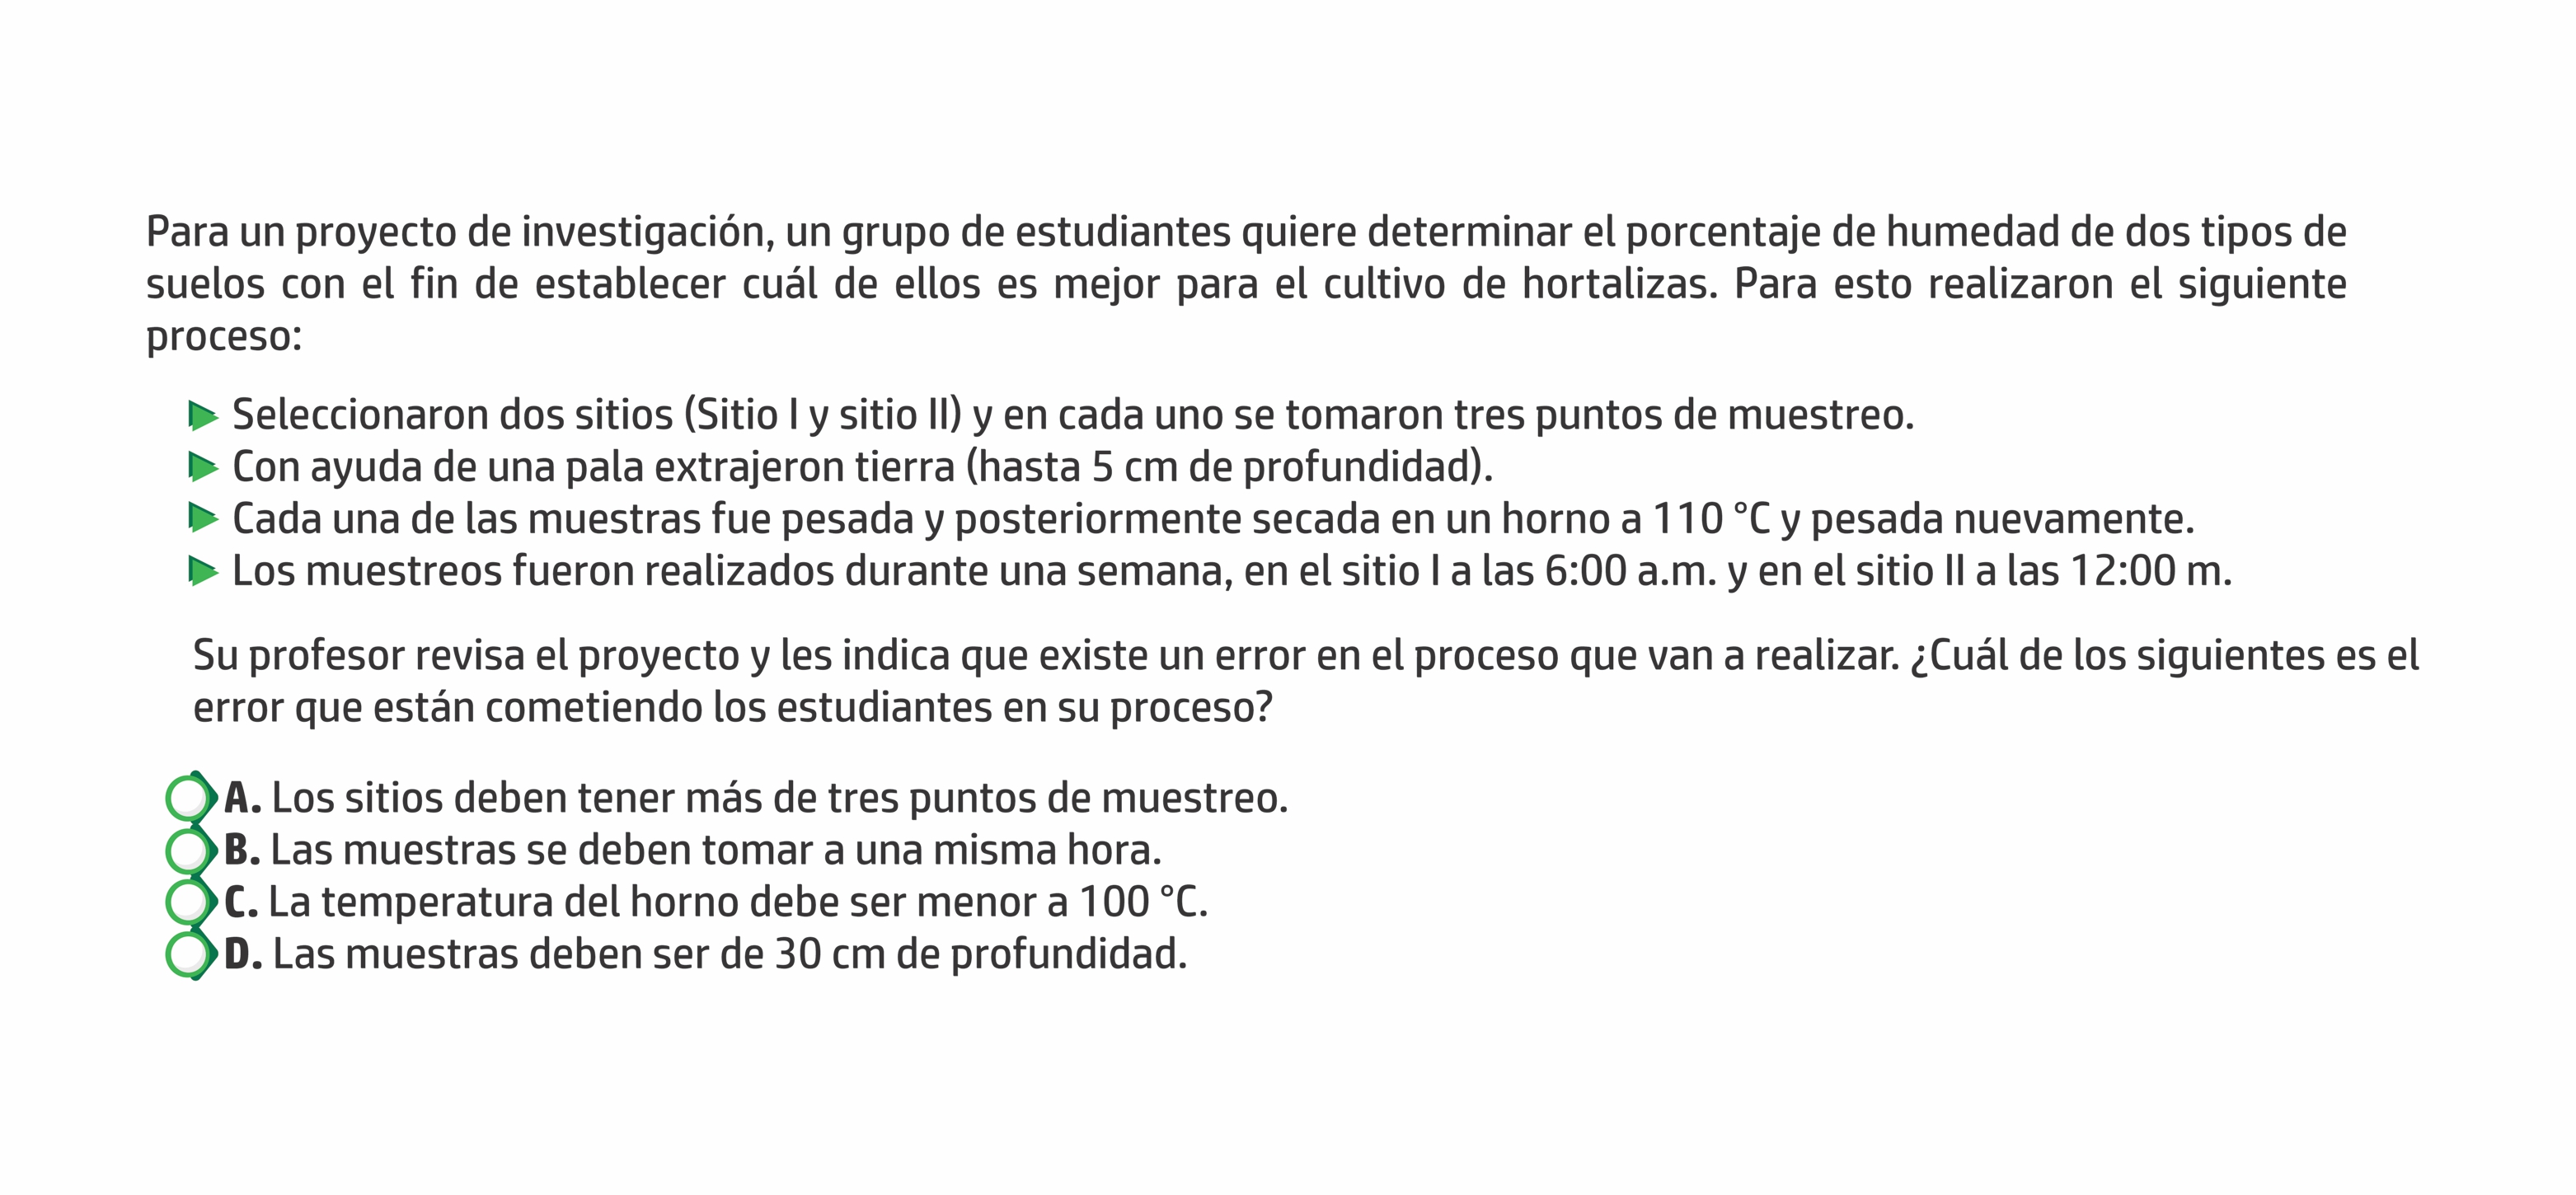 Para un proyecto de investigación, un grupo de estudiantes quiere determinar el porcentaje de humedad de dos tipos de
suelos con el fin de establecer cuál de ellos es mejor para el cultivo de hortalizas. Para esto realizaron el siguiente
proceso:
Seleccionaron dos sitios (Sitio I y sitio II) y en cada uno se tomaron tres puntos de muestreo.
Con ayuda de una pala extrajeron tierra (hasta 5 cm de profundidad).
Cada una de las muestras fue pesada y posteriormente secada en un horno a 110 °C y pesada nuevamente.
Los muestreos fueron realizados durante una semana, en el sitio I a las 6:00 a.m. y en el sitio II a las 12:00 m.
Su profesor revisa el proyecto y les indica que existe un error en el proceso que van a realizar. ¿Cuál de los siguientes es el
error que están cometiendo los estudiantes en su proceso?
A. Los sitios deben tener más de tres puntos de muestreo.
B. Las muestras se deben tomar a una misma hora.
C. La temperatura del horno debe ser menor a 100 °C.
D. Las muestras deben ser de 30 cm de profundidad.